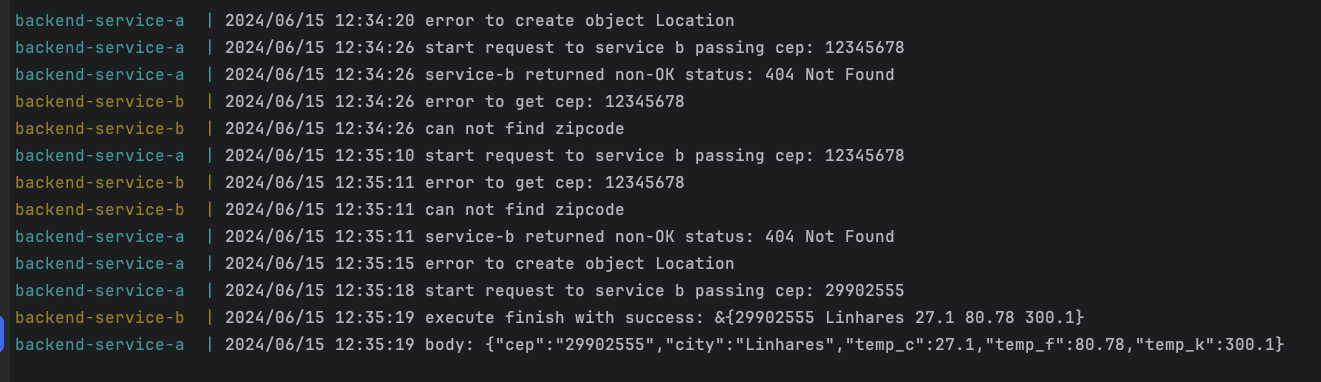 backend-service-a | 2024/06/15 12:34:20 error to create object Location
backend-service-a | 2024/06/15 12:34:26 start request to service b passing cep: 12345678
backend-service-a | 2024/06/15 12:34:26 service-b returned non-OK status: 404 Not Found
backend-service-b | 2024/06/15 12:34:26 error to get cep: 12345678
backend-service-b | 2024/06/15 12:34:26 can not find zipcode
backend-service-a | 2024/06/15 12:35:10 start request to service b passing cep: 12345678
backend-service-b | 2024/06/15 12:35:11 error to get cep: 12345678
backend-service-b | 2024/06/15 12:35:11 can not find zipcode
backend-service-a | 2024/06/15 12:35:11 service-b returned non-OK status: 404 Not Found
backend-service-a | 2024/06/15 12:35:15 error to create object Location
backend-service-a | 2024/06/15 12:35:18 start request to service b passing cep: 29902555
backend-service-b | 2024/06/15 12:35:19 execute finish with success: &{29902555 Linhares 27.1 80.78 300.1}
backend-service-a | 2024/06/15 12:35:19 body: {"cep":"29902555","city":"Linhares","temp_c":27.1,"temp_f":80.78,"temp_k":300.1}